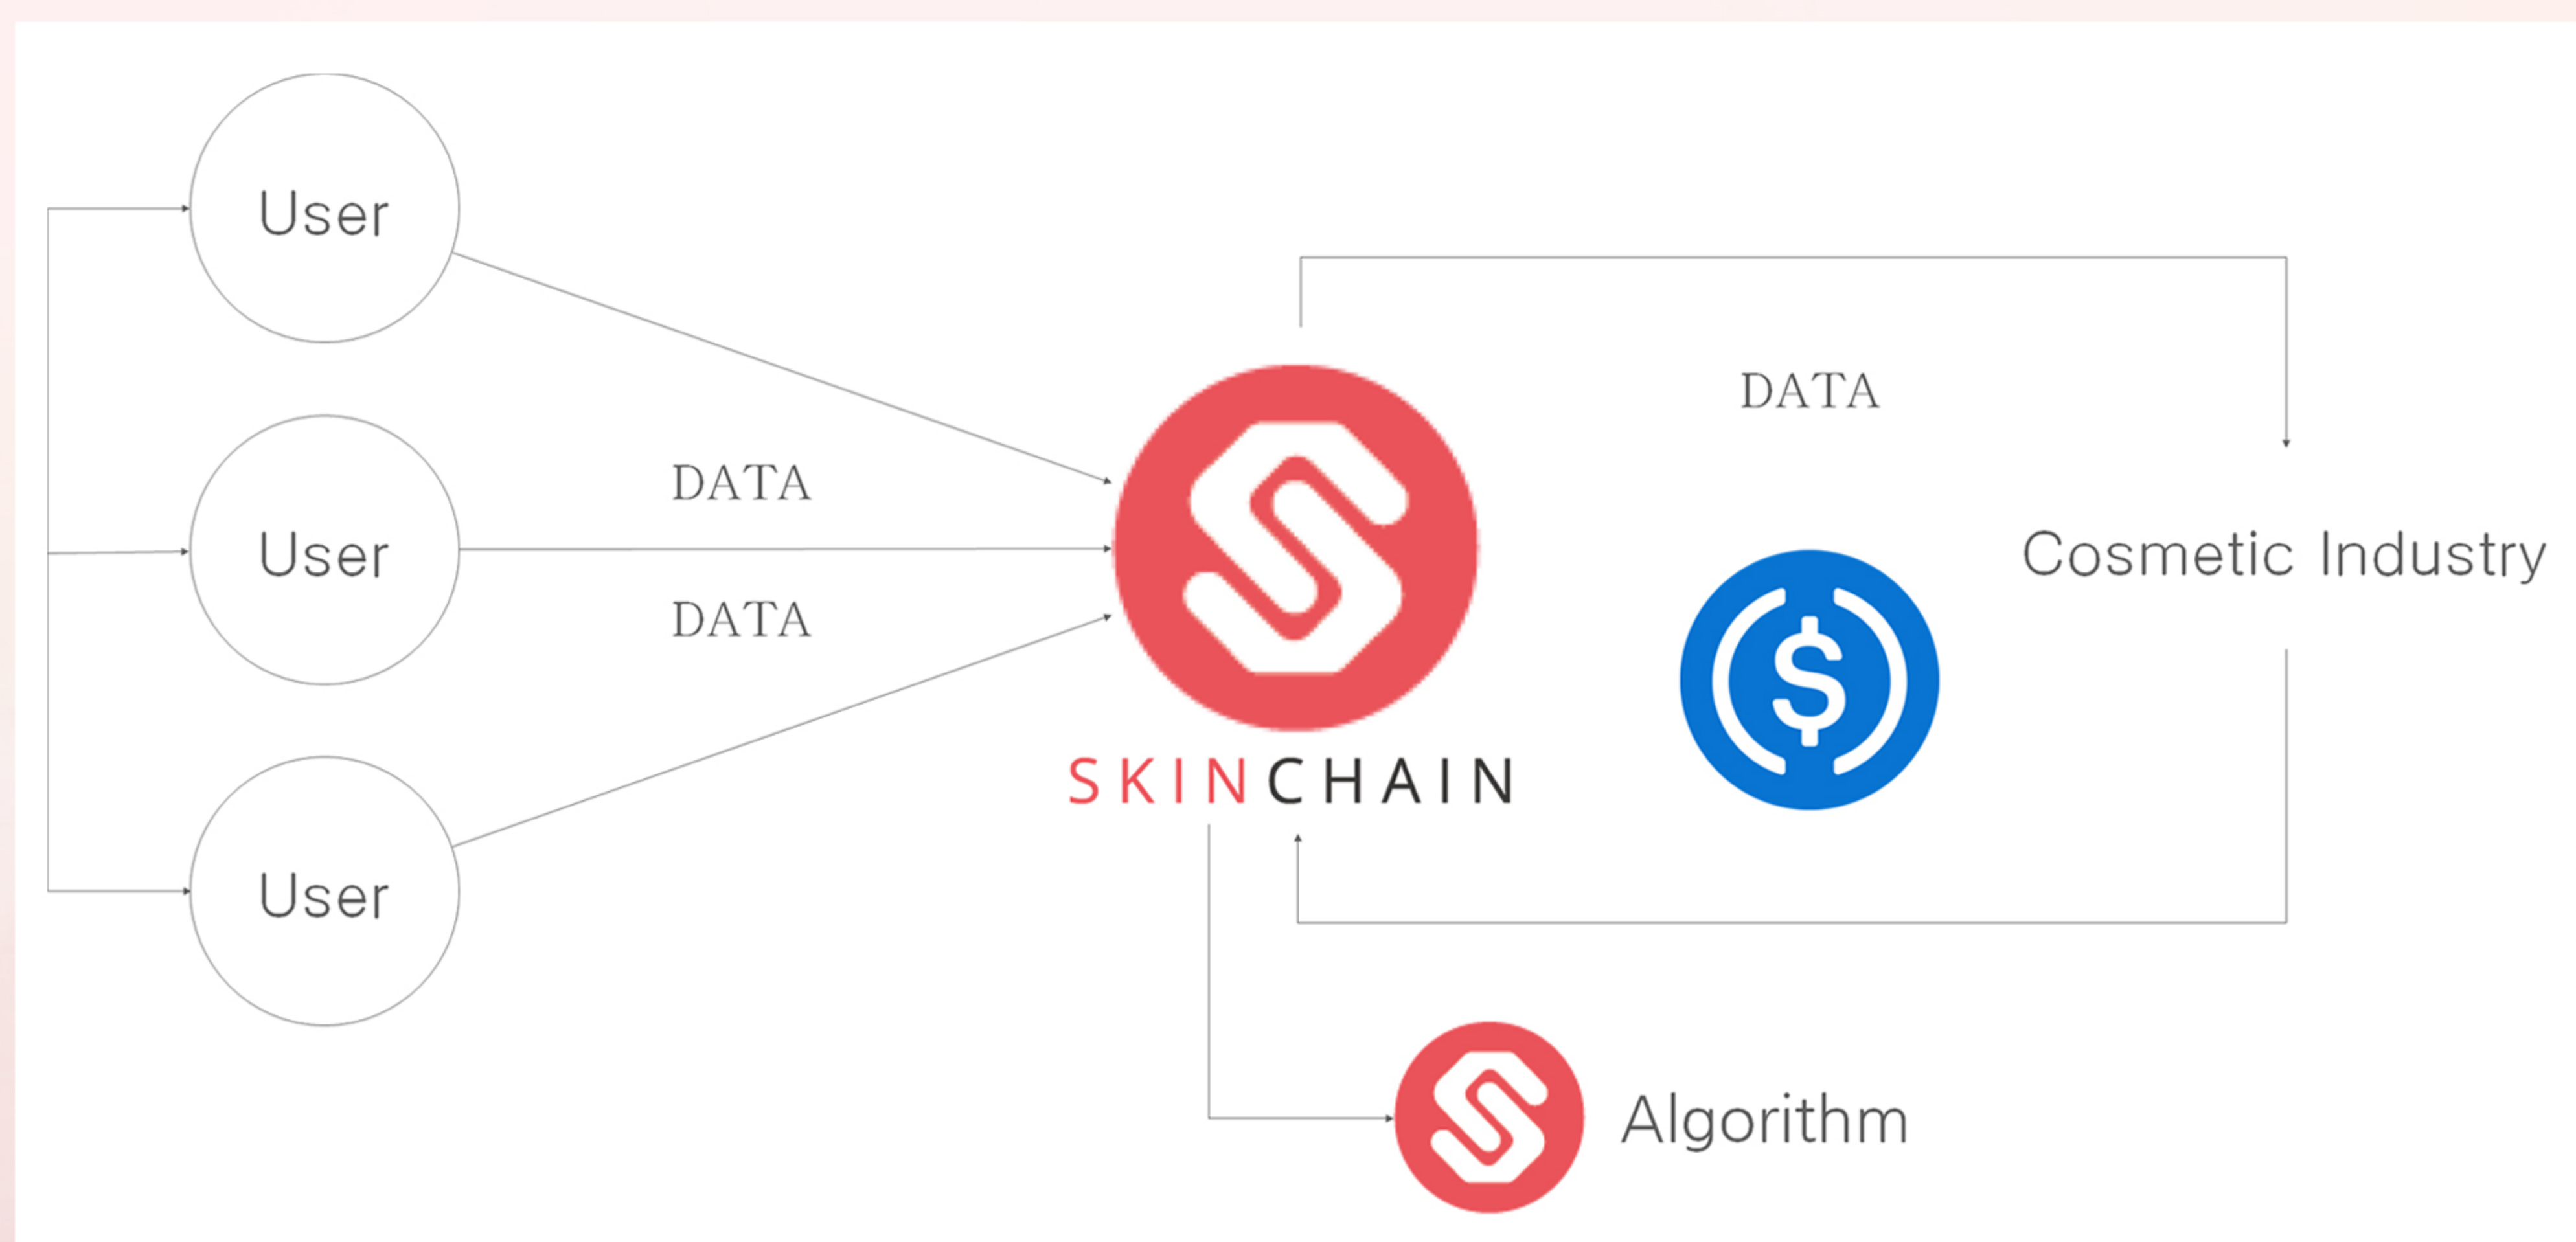 User
User
User
DATA
DATA
SKINCHAIN
DATA
$
Cosmetic Industry
Algorithm